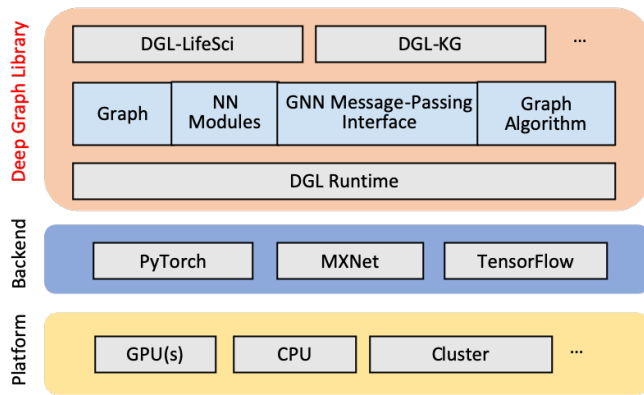 Deep Graph Library
DGL-LifeSci
DGL-KG
...
Graph
NN
Modules
GNN Message-Passing
Interface
Graph
Algorithm
DGL Runtime
Backend
PyTorch
MXNet
TensorFlow
Platform
GPU(s)
CPU
Cluster
...